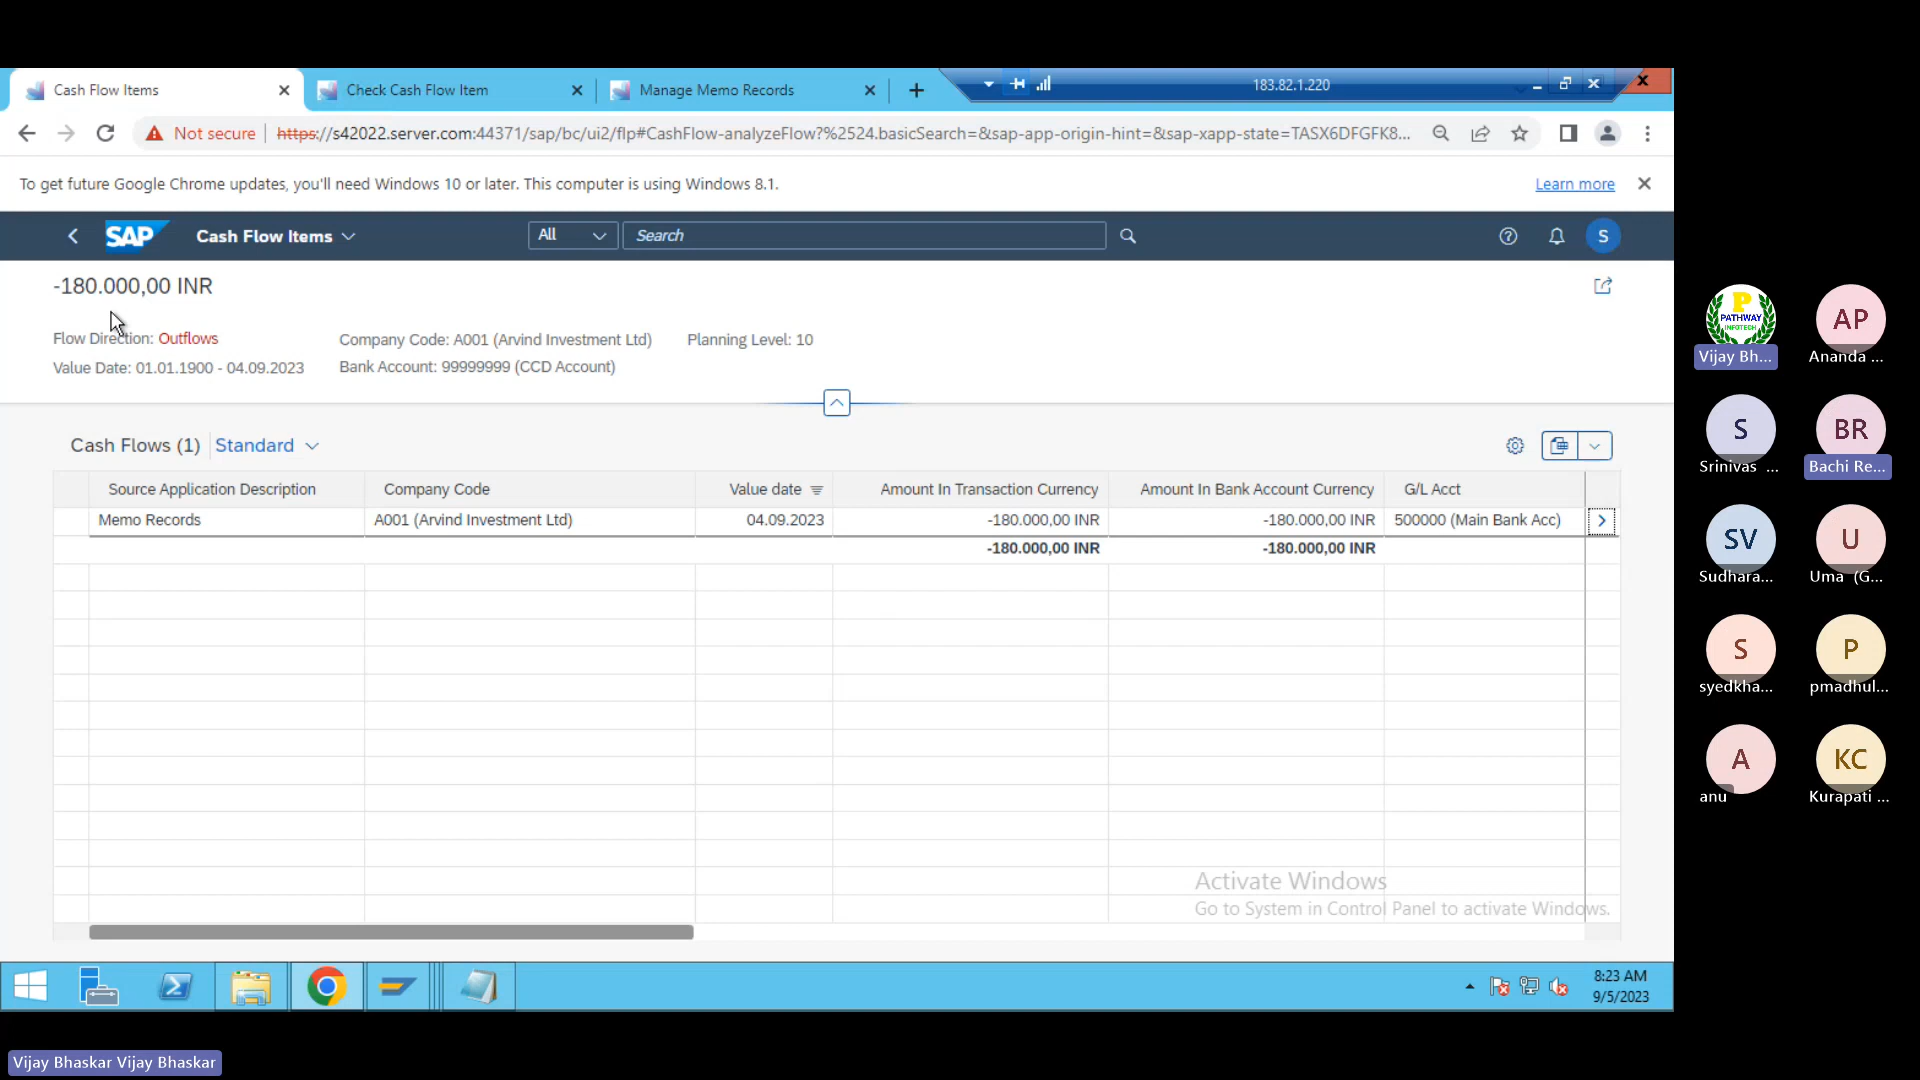 Cash Flow Items
Check Cash Flow Item
Manage Memo Records
183.82.1.220
Not secure
https://s42022.server.com:44371/sap/bc/ui2/flp#CashFlow-analyzeFlow?%2524.basicSearch=&sap-app-origin-hint=&sap-xapp-state=TASX6DFGFK8...
To get future Google Chrome updates, you'll need Windows 10 or later. This computer is using Windows 8.1.
Learn more
SAP
Cash Flow Items
All
Search
S
-180.000,00 INR
Flow Direction: Outflows
Company Code: A001 (Arvind Investment Ltd)
Planning Level: 10
Value Date: 01.01.1900 - 04.09.2023
Bank Account: 99999999 (CCD Account)
Cash Flows (1)
Standard
Source Application Description
Company Code
Value date
Amount In Transaction Currency
Amount In Bank Account Currency
G/L Acct
Memo Records
A001 (Arvind Investment Ltd)
04.09.2023
-180.000,00 INR
-180.000,00 INR
500000 (Main Bank Acc)
-180.000,00 INR
-180.000,00 INR
Activate Windows
Go to System in Control Panel to activate Windows.
8:23 AM
9/5/2023
P
PATHWAY
INFOTECH
Vijay Bh...
AP
Ananda ...
S
Srinivas ...
BR
Bachi Re...
SV
Sudhara...
U
Uma (G...
S
syedkha...
P
pmadhul...
A
anu
KC
Kurapati ...
Vijay Bhaskar Vijay Bhaskar